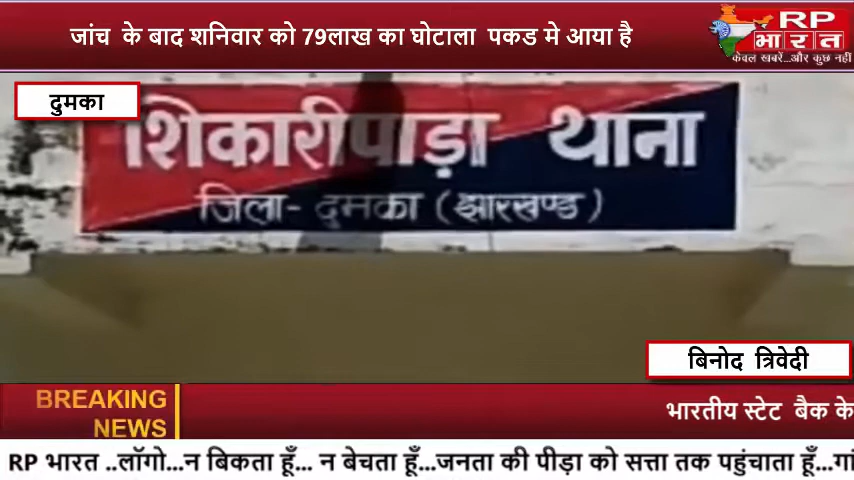 जांच के बाद शनिवार को 79लाख का घोटाला पकड मे आया है
RP
भारत
केवल खबरें...और कुछ नहीं
दुमका
शिकारीपाड़ा थाना
जिला- दुमका (झारखण्ड)
बिनोद त्रिवेदी
BREAKING
NEWS
भारतीय स्टेट बैक के
RP भारत ..लॉगो...न बिकता हूँ... न बेचता हूँ...जनता की पीड़ा को सत्ता तक पहुंचाता हूँ...गां